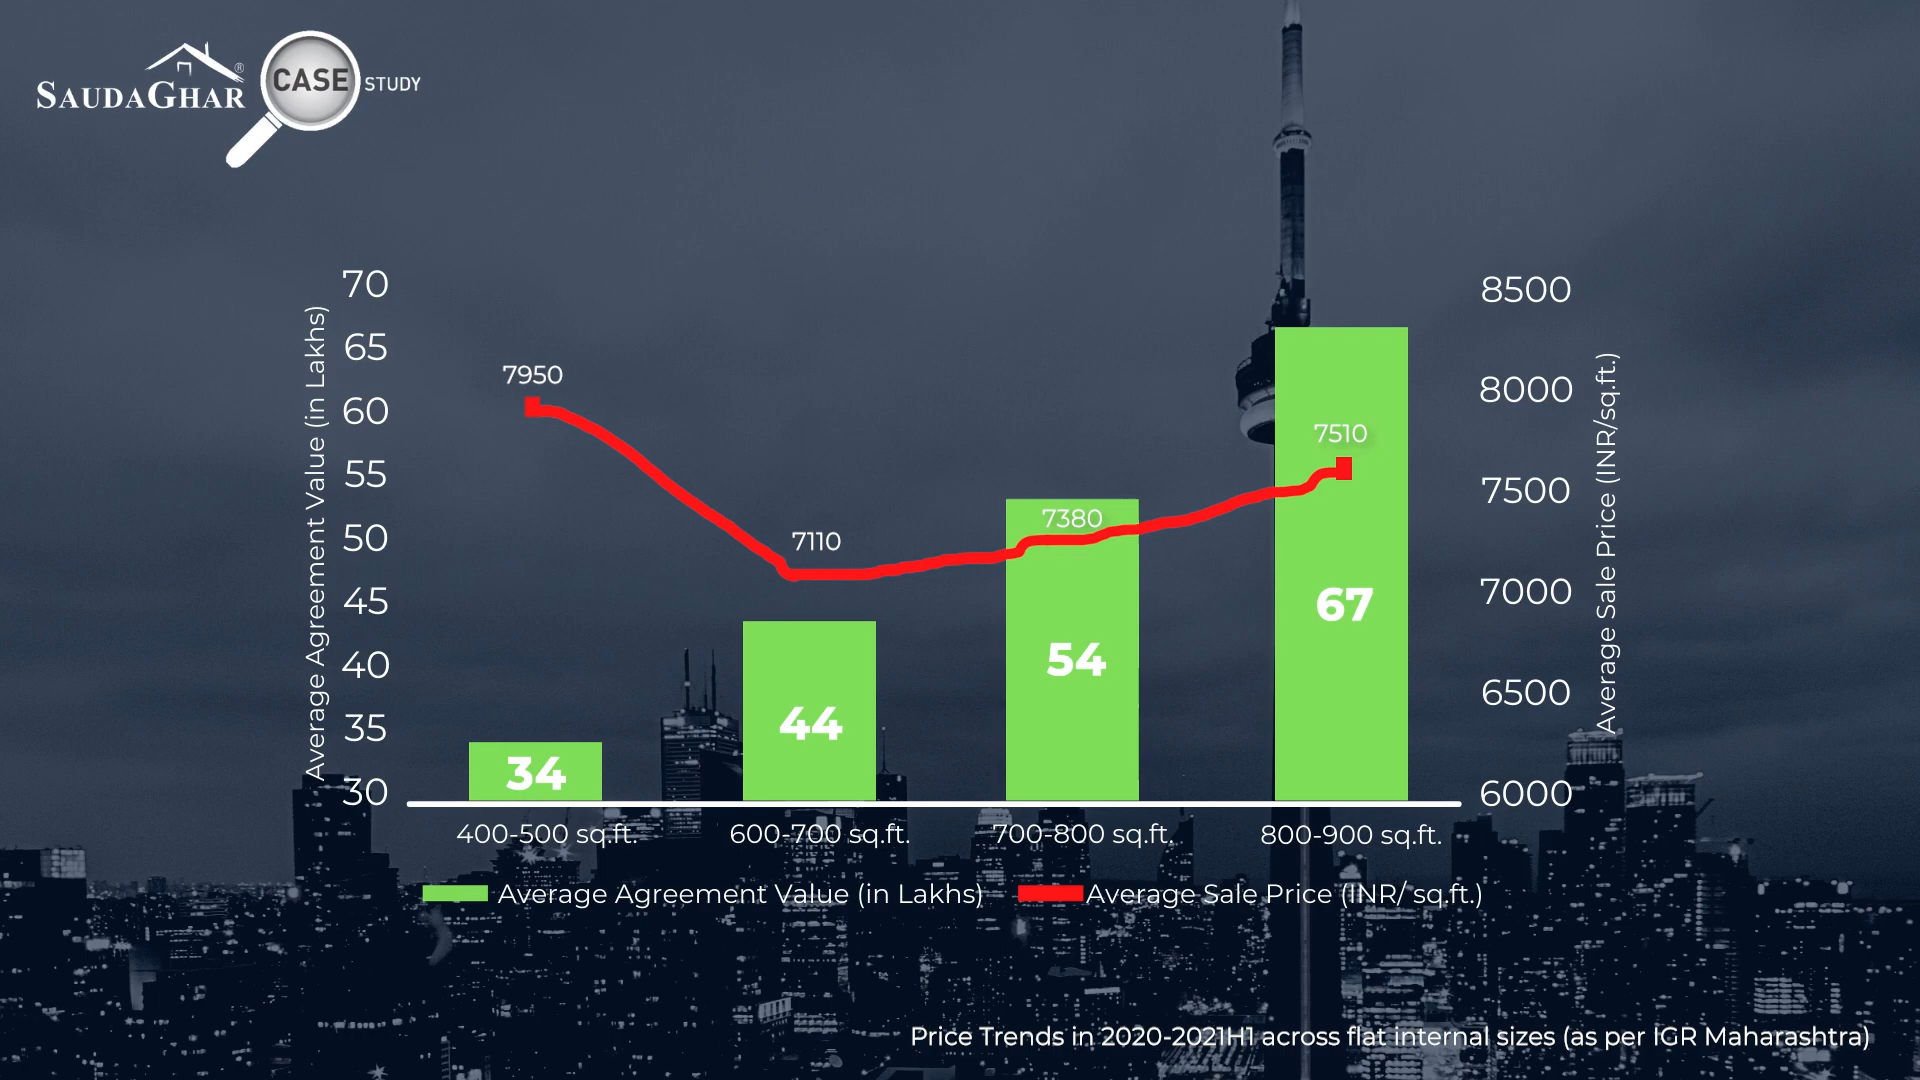 SAUDAGHAR®
CASE STUDY
Average Agreement Value (in Lakhs)
70
65
60
55
50
45
40
35
30
8500
8000
7500
7000
6500
6000
Average Sale Price (INR/sq.ft.)
7950
7110
7380
7510
34
44
54
67
400-500 sq.ft.
600-700 sq.ft.
700-800 sq.ft.
800-900 sq.ft.
Average Agreement Value (in Lakhs)
Average Sale Price (INR/ sq.ft.)
Price Trends in 2020-2021H1 across flat internal sizes (as per IGR Maharashtra)